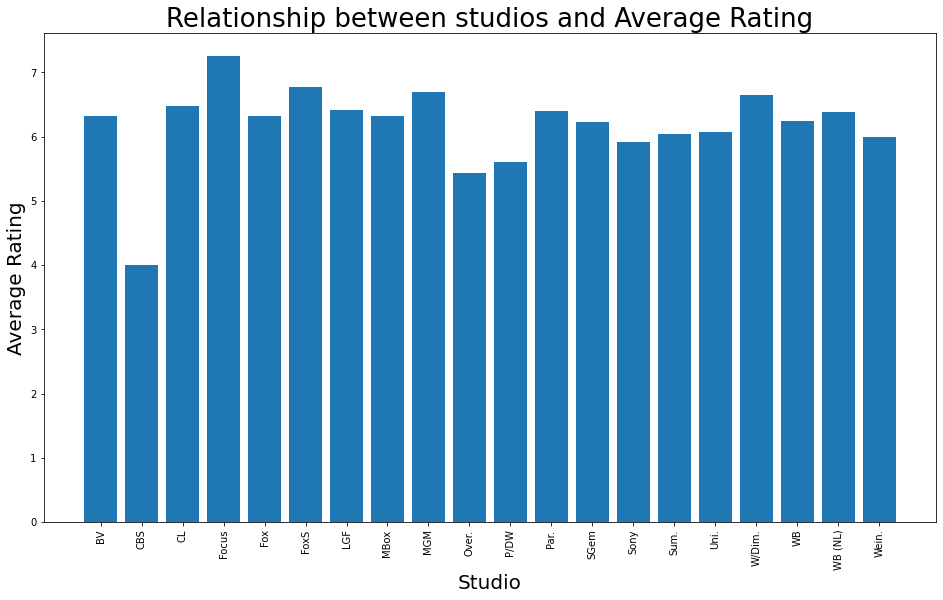 Relationship between studios and Average Rating
Average Rating
7
6
5
4
3
2
1
0
BV
CBS
CL
Focus
Fox
FoxS
LGF
MBox
MGM
Over.
P/DW
Par.
SGem
Sony
Sum.
Uni.
W/Dim.
WB
WB (NL)
Wein.
Studio